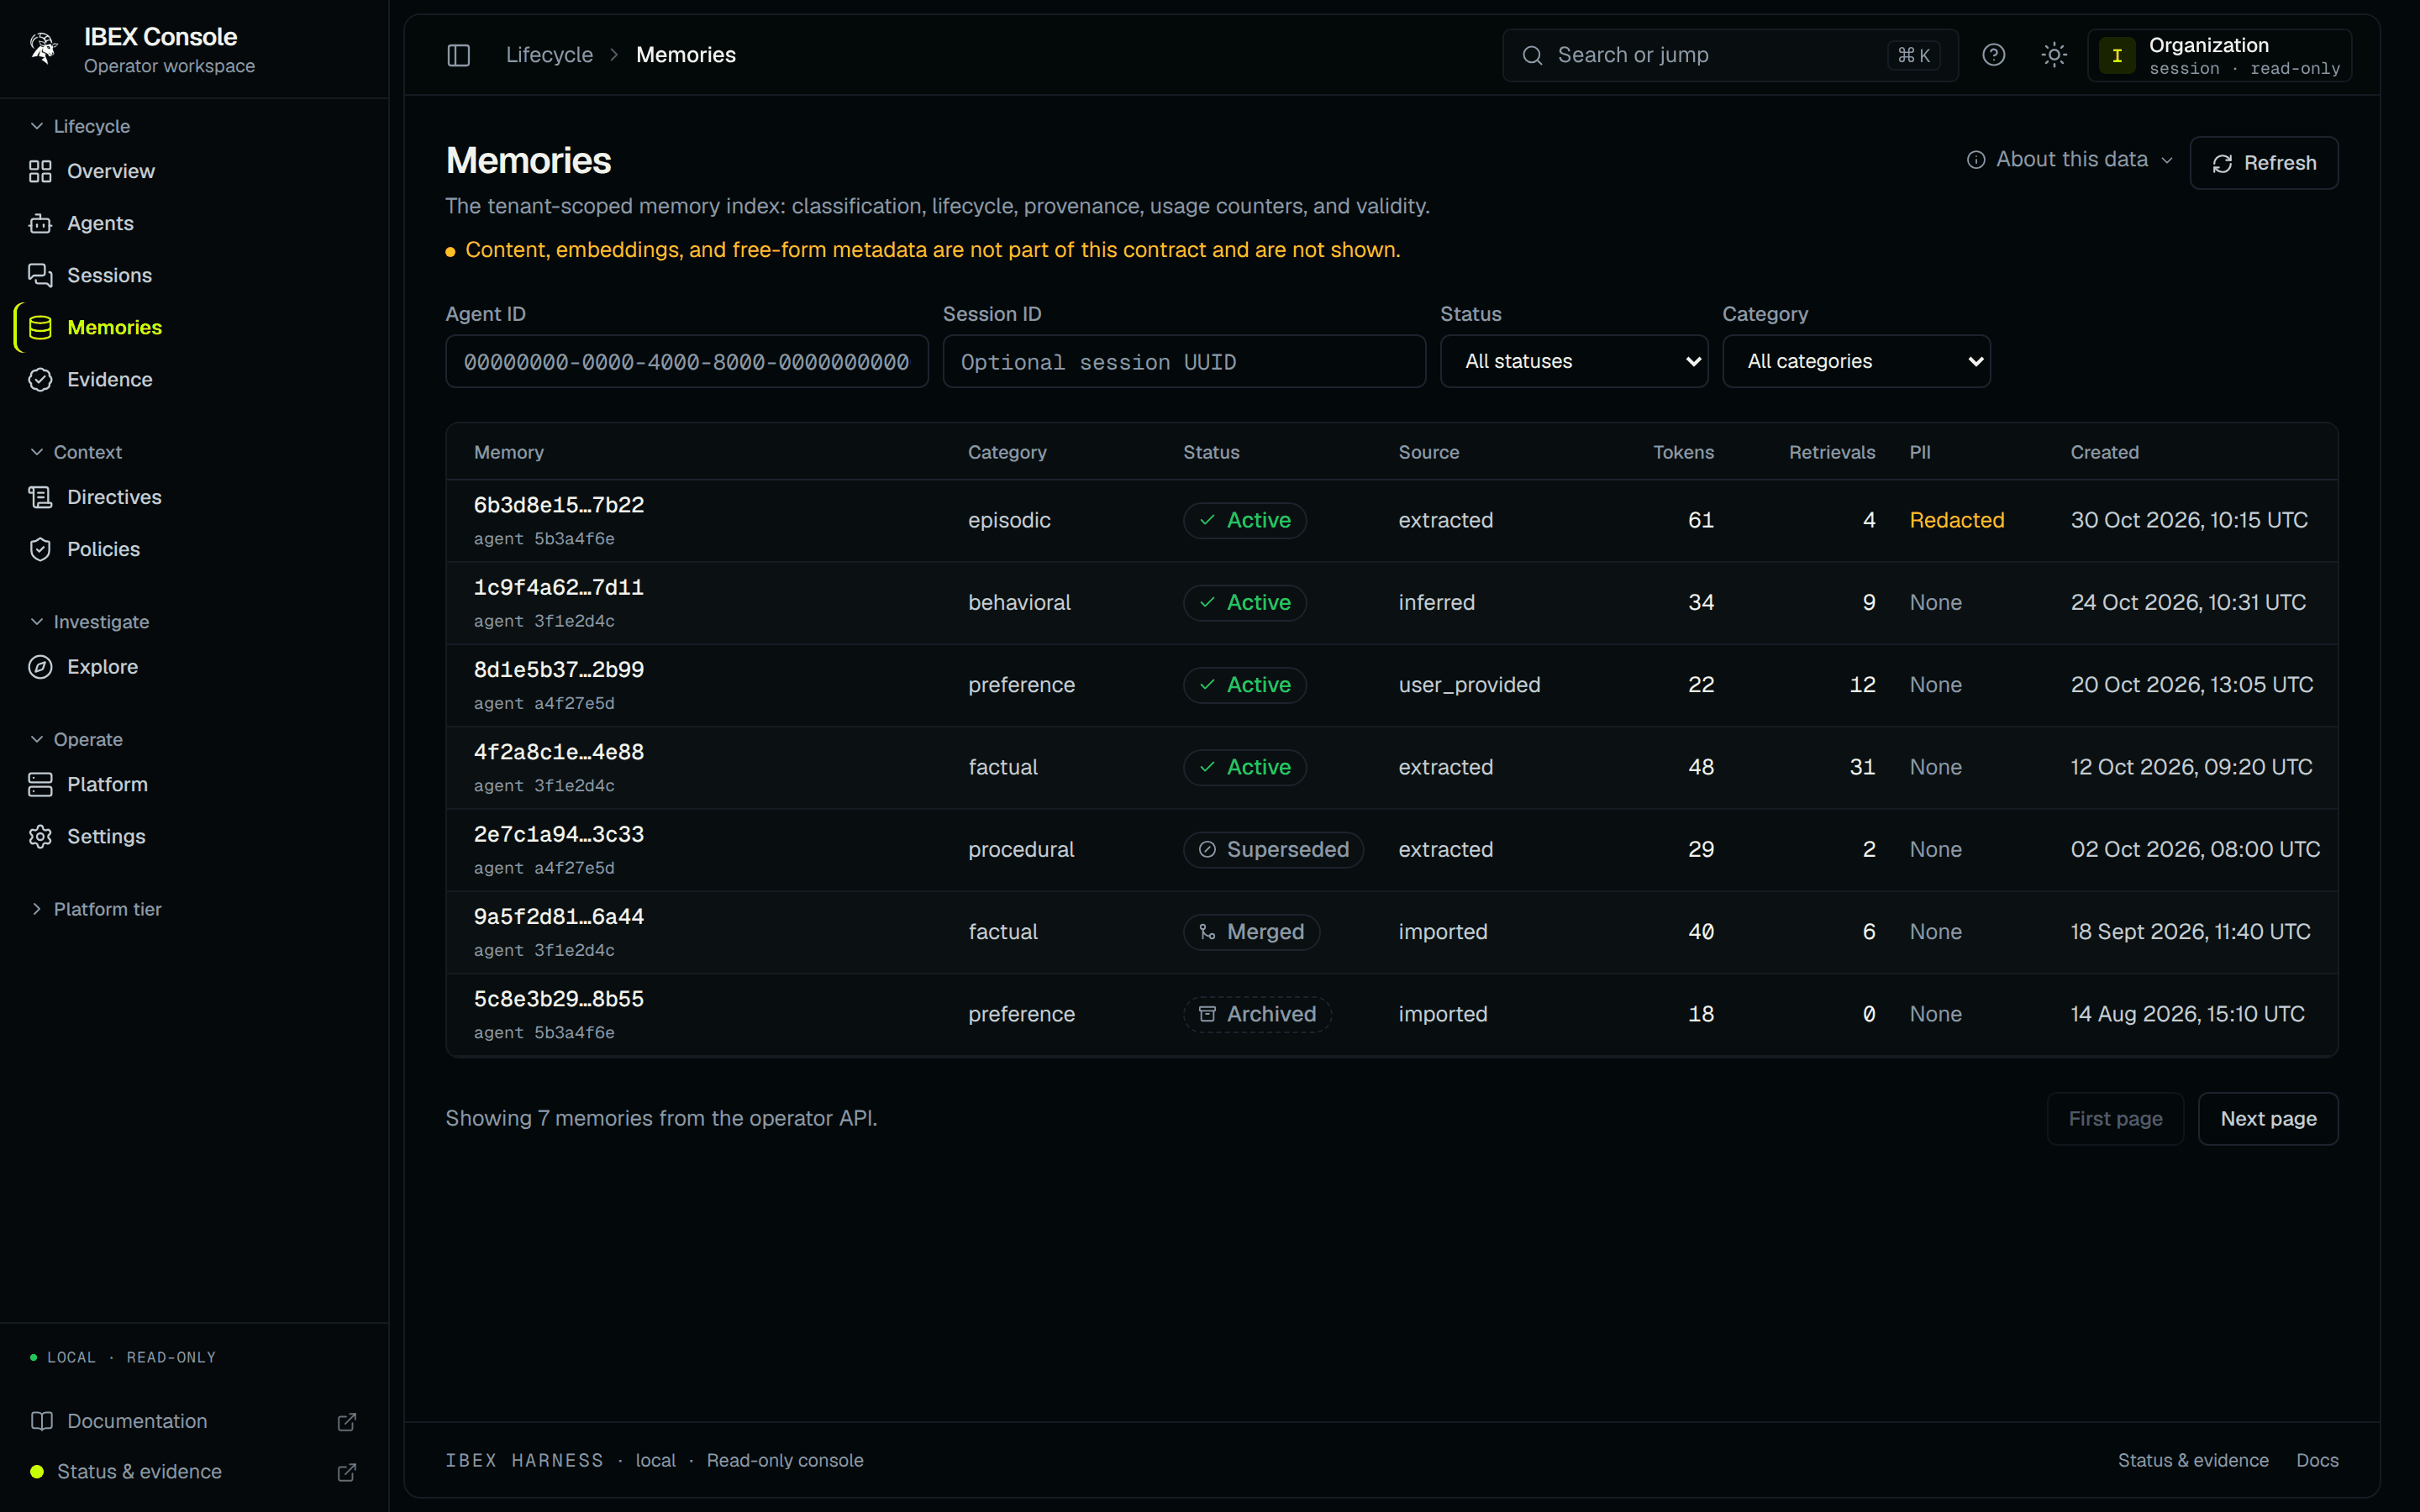 IBEX Console
Operator workspace
Lifecycle
Overview
Agents
Sessions
Memories
Evidence
Context
Directives
Policies
Investigate
Explore
Operate
Platform
Settings
Platform tier
LOCAL · READ-ONLY
Documentation
Status & evidence
Lifecycle > Memories
Search or jump ⌘K
I
Organization
session · read-only
Memories
About this data
Refresh
The tenant-scoped memory index: classification, lifecycle, provenance, usage counters, and validity.
Content, embeddings, and free-form metadata are not part of this contract and are not shown.
Agent ID Session ID Status Category
00000000-0000-4000-8000-0000000000 Optional session UUID All statuses All categories
Memory Category Status Source Tokens Retrievals PII Created
6b3d8e15…7b22 episodic Active extracted 61 4 Redacted 30 Oct 2026, 10:15 UTC
agent 5b3a4f6e
1c9f4a62…7d11 behavioral Active inferred 34 9 None 24 Oct 2026, 10:31 UTC
agent 3f1e2d4c
8d1e5b37…2b99 preference Active user_provided 22 12 None 20 Oct 2026, 13:05 UTC
agent a4f27e5d
4f2a8c1e…4e88 factual Active extracted 48 31 None 12 Oct 2026, 09:20 UTC
agent 3f1e2d4c
2e7c1a94…3c33 procedural Superseded extracted 29 2 None 02 Oct 2026, 08:00 UTC
agent a4f27e5d
9a5f2d81…6a44 factual Merged imported 40 6 None 18 Sept 2026, 11:40 UTC
agent 3f1e2d4c
5c8e3b29…8b55 preference Archived imported 18 0 None 14 Aug 2026, 15:10 UTC
agent 5b3a4f6e
Showing 7 memories from the operator API.
First page Next page
IBEX HARNESS · local · Read-only console
Status & evidence Docs